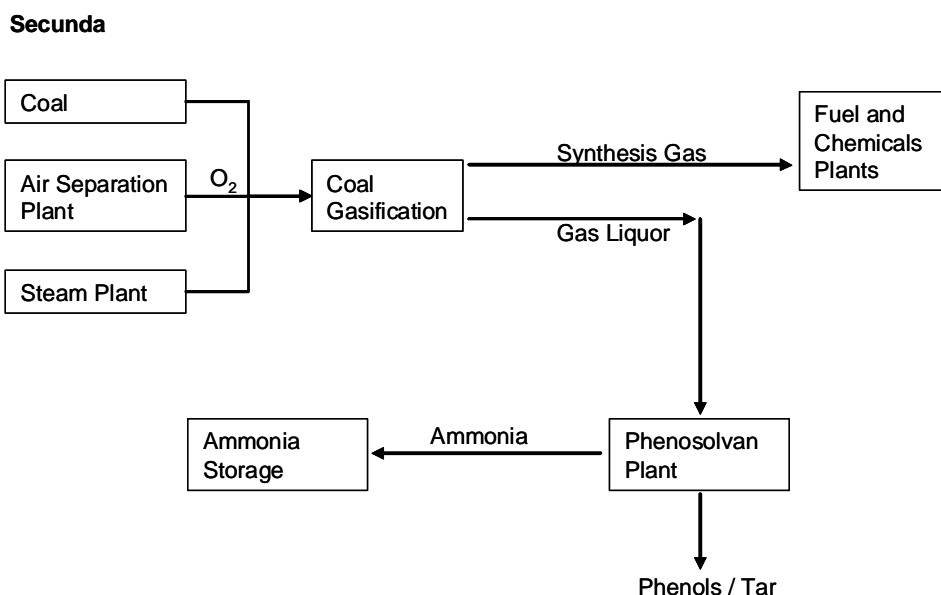 Secunda
Coal
Air Separation
Plant
O₂
Steam Plant
Coal
Gasification
Synthesis Gas
Gas Liquor
Fuel and
Chemicals
Plants
Ammonia
Storage
Ammonia
Phenosolvan
Plant
Phenols / Tar